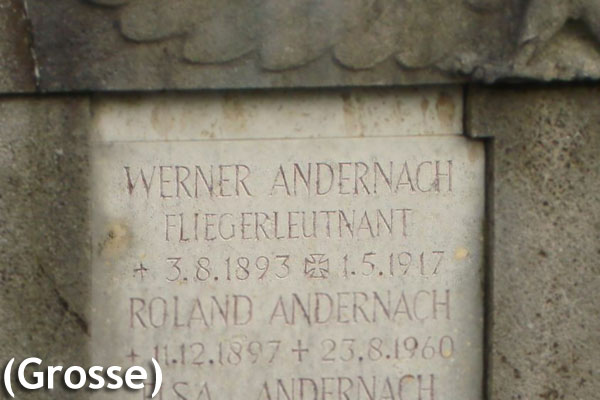 WERNER ANDERNACH
FLIEGERLEUTNANT
+ 3.8.1893 ✠ 1.5.1917
ROLAND ANDERNACH
+ 11.12.1897 + 23.8.1960
ANDERNACH
(Grosse)